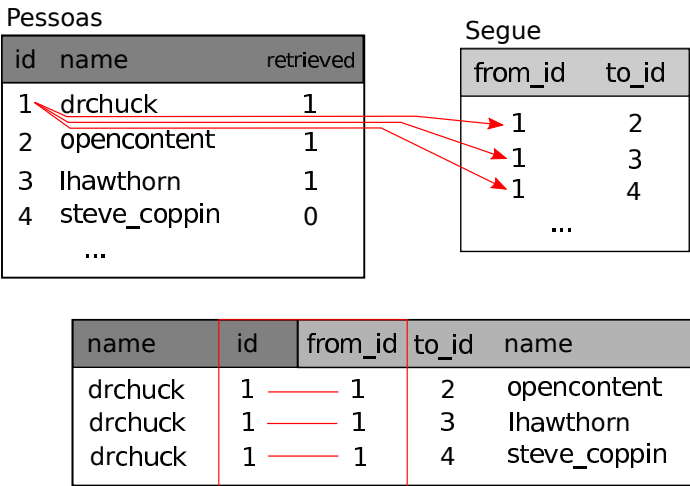 Pessoas
id name retrieved
1 drchuck 1
2 opencontent 1
3 lhawthorn 1
4 steve_coppin 0
...
Segue
from_id to_id
1 2
1 3
1 4
...
name id from_id to_id name
drchuck 1 1 2 opencontent
drchuck 1 1 3 lhawthorn
drchuck 1 1 4 steve_coppin